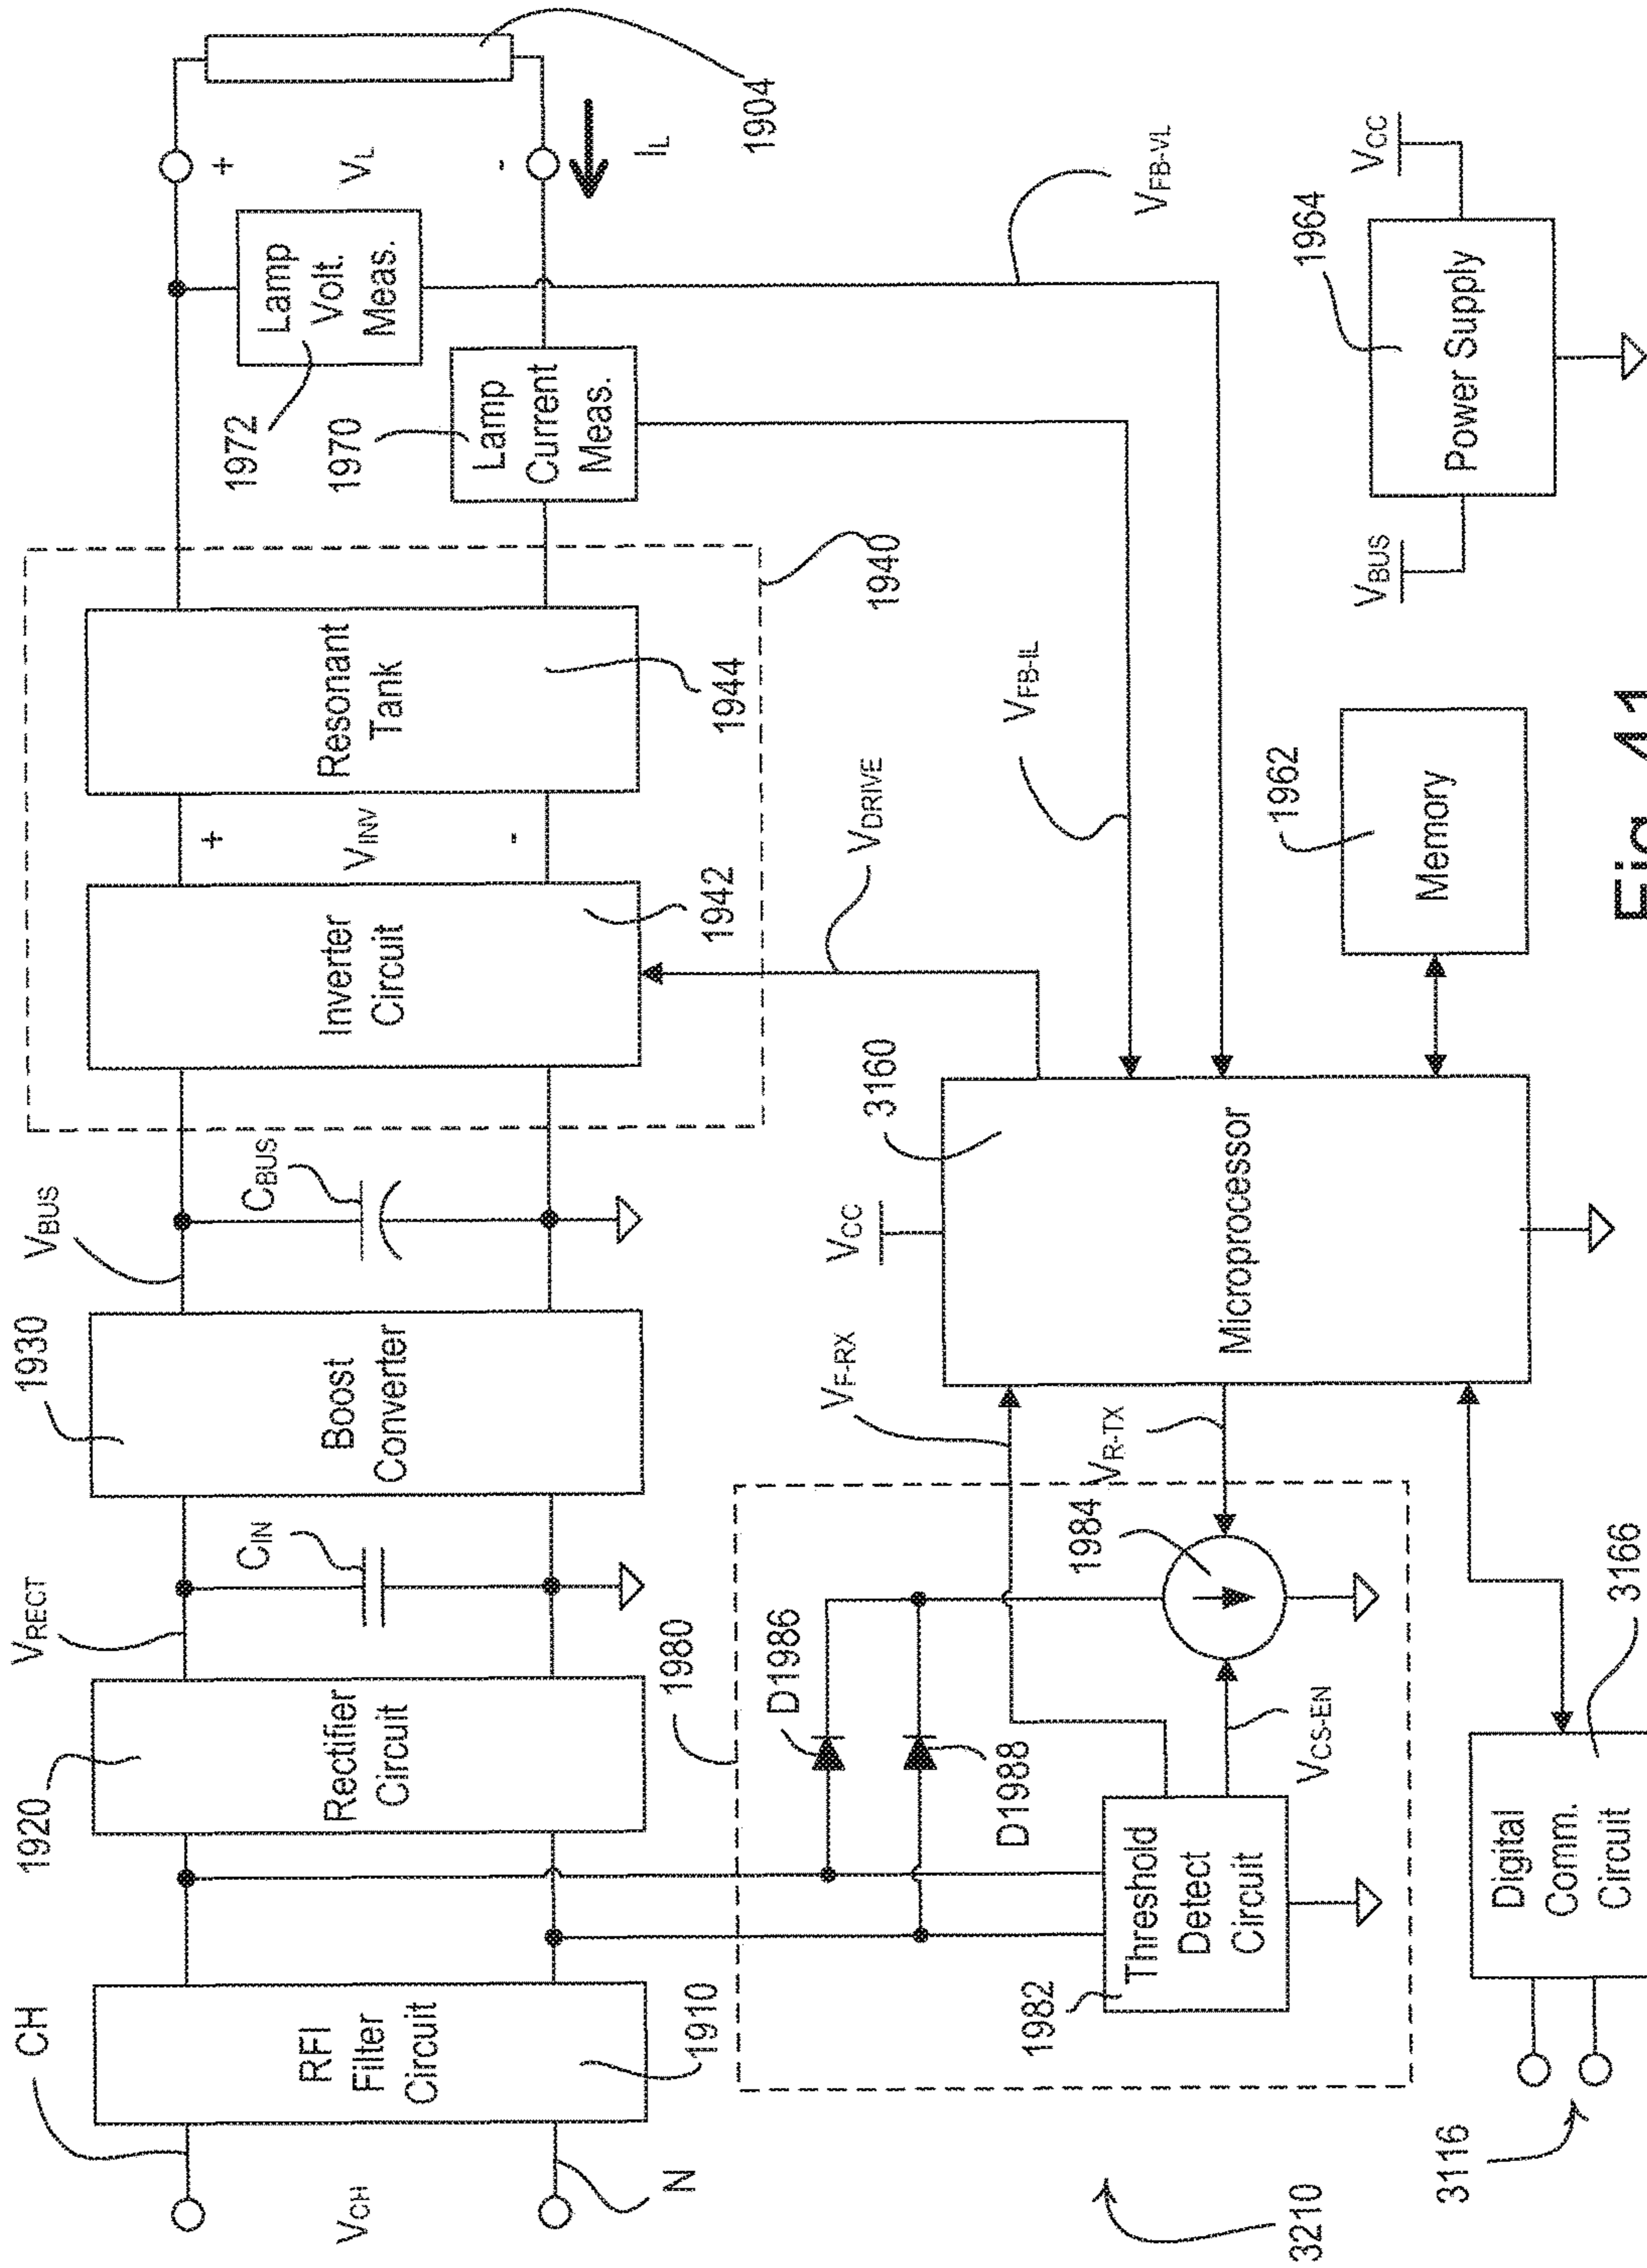 CH
VCH
N
RFI
Filter
Circuit
1910
1920
Rectifier
Circuit
VRECT
CIN
1930
Boost
Converter
VBUS
CBUS
Inverter
Circuit
1942
+
VINV
-
Resonant
Tank
1944
1940
1972
Lamp
Volt.
Meas.
1970
Lamp
Current
Meas.
+
VL
-
IL
1904
1980
D1986
D1988
1982
Threshold
Detect
Circuit
VCS-EN
1984
VF-RX
VR-TX
VCC
3160
Microprocessor
VDRIVE
VFB-IL
VFB-VL
1962
Memory
VBUS
1964
Power Supply
VCC
3210
3116
Digital
Comm.
Circuit
3166
Fig. 41